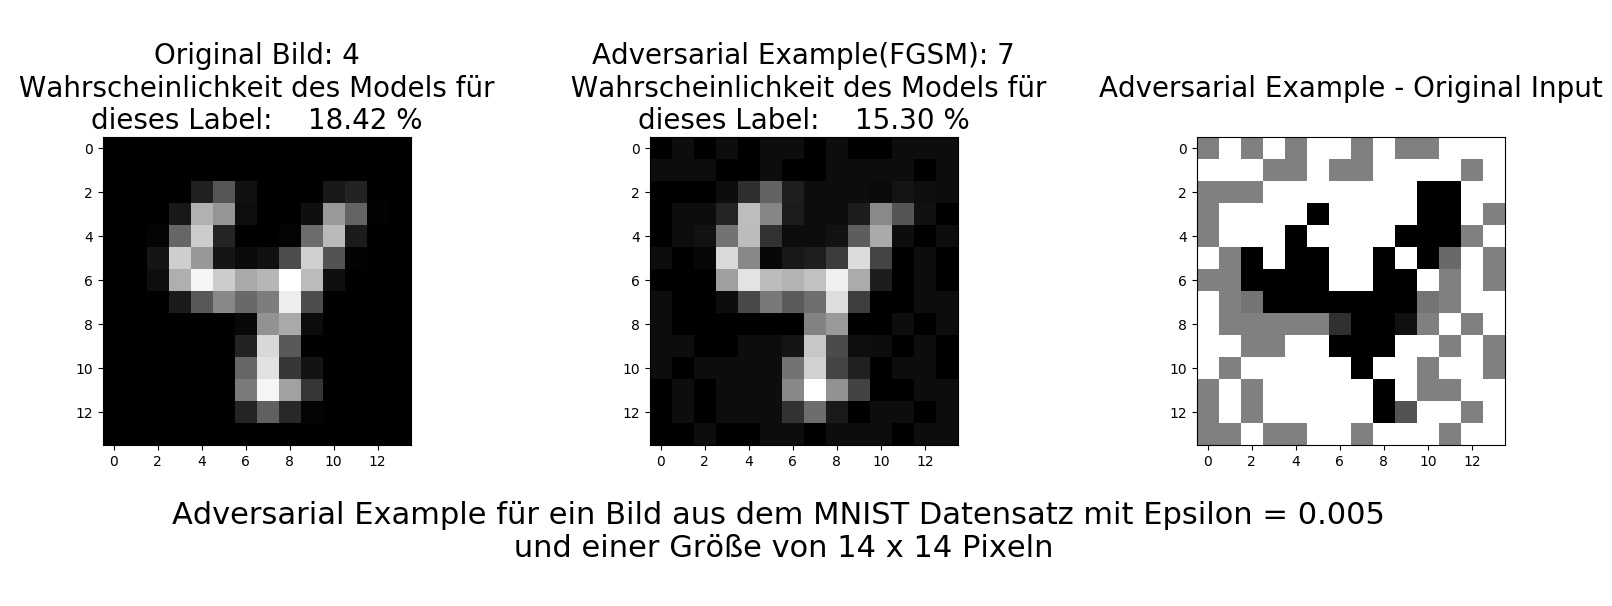 Original Bild: 4
Wahrscheinlichkeit des Models für
dieses Label:    18.42 %
Adversarial Example(FGSM): 7
Wahrscheinlichkeit des Models für
dieses Label:    15.30 %
Adversarial Example - Original Input
0
2
4
6
8
10
12
0 2 4 6 8 10 12
0
2
4
6
8
10
12
0 2 4 6 8 10 12
0
2
4
6
8
10
12
0 2 4 6 8 10 12
Adversarial Example für ein Bild aus dem MNIST Datensatz mit Epsilon = 0.005
und einer Größe von 14 x 14 Pixeln